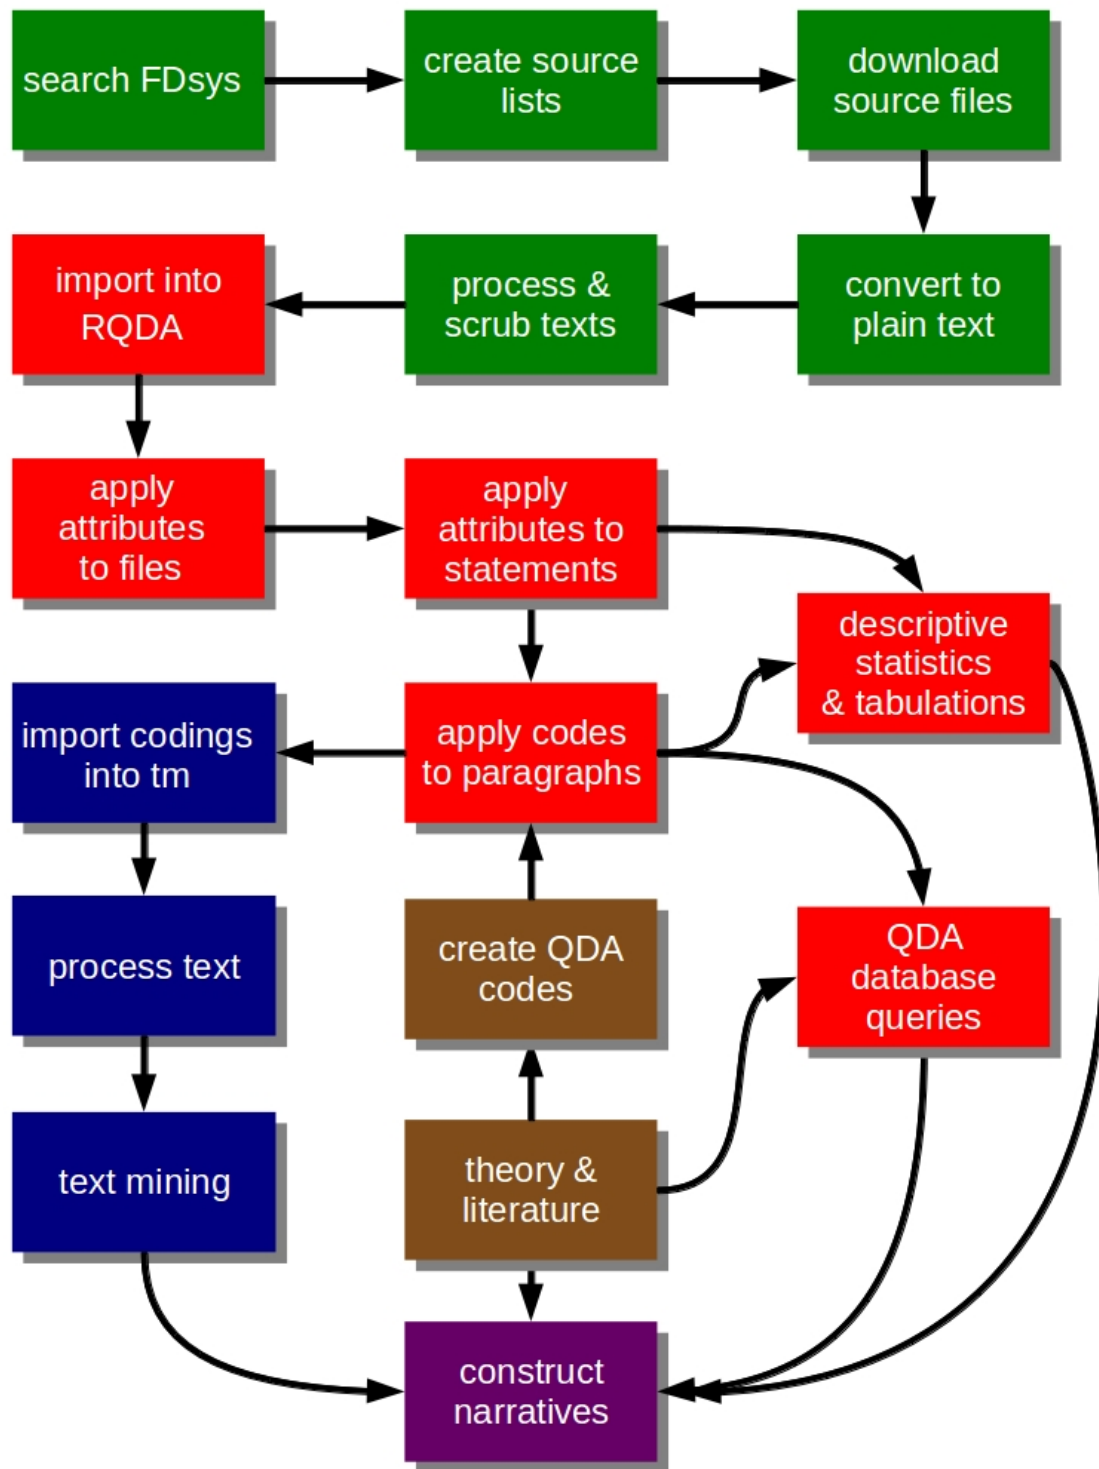 search FDsys
create source
lists
download
source files
import into
RQDA
process &
scrub texts
convert to
plain text
apply
attributes
to files
apply
attributes to
statements
descriptive
statistics
& tabulations
import codings
into tm
apply codes
to paragraphs
process text
create QDA
codes
QDA
database
queries
text mining
theory &
literature
construct
narratives